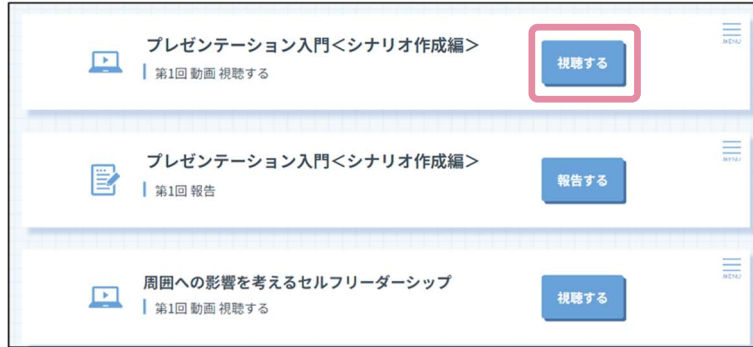 プレゼンテーション入門＜シナリオ作成編＞
第1回 動画 視聴する
視聴する
MENU
プレゼンテーション入門＜シナリオ作成編＞
第1回 報告
報告する
MENU
周囲への影響を考えるセルフリーダーシップ
第1回 動画 視聴する
視聴する
MENU